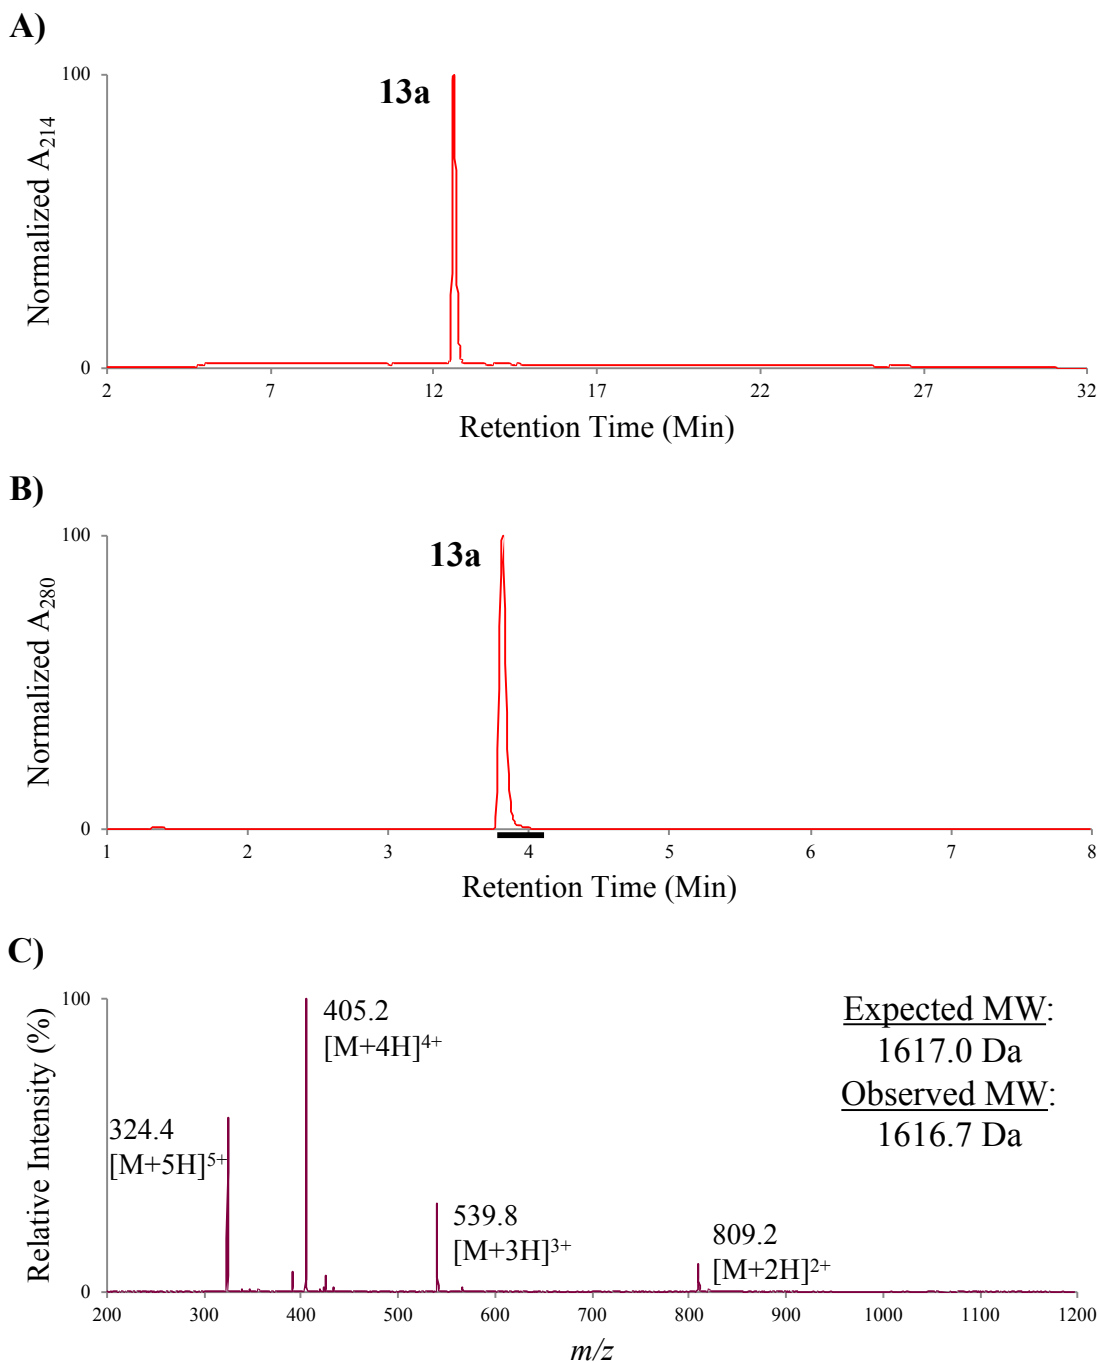 A)
100
13a
Normalized A₂₁₄
0
2 7 12 17 22 27 32
Retention Time (Min)
B)
100
13a
Normalized A₂₈₀
0
1 2 3 4 5 6 7 8
Retention Time (Min)
C)
100
405.2
[M+4H]⁴⁺
Expected MW:
1617.0 Da
Observed MW:
1616.7 Da
Relative Intensity (%)
324.4
[M+5H]⁵⁺
539.8
[M+3H]³⁺
809.2
[M+2H]²⁺
0
200 300 400 500 600 700 800 900 1000 1100 1200
m/z